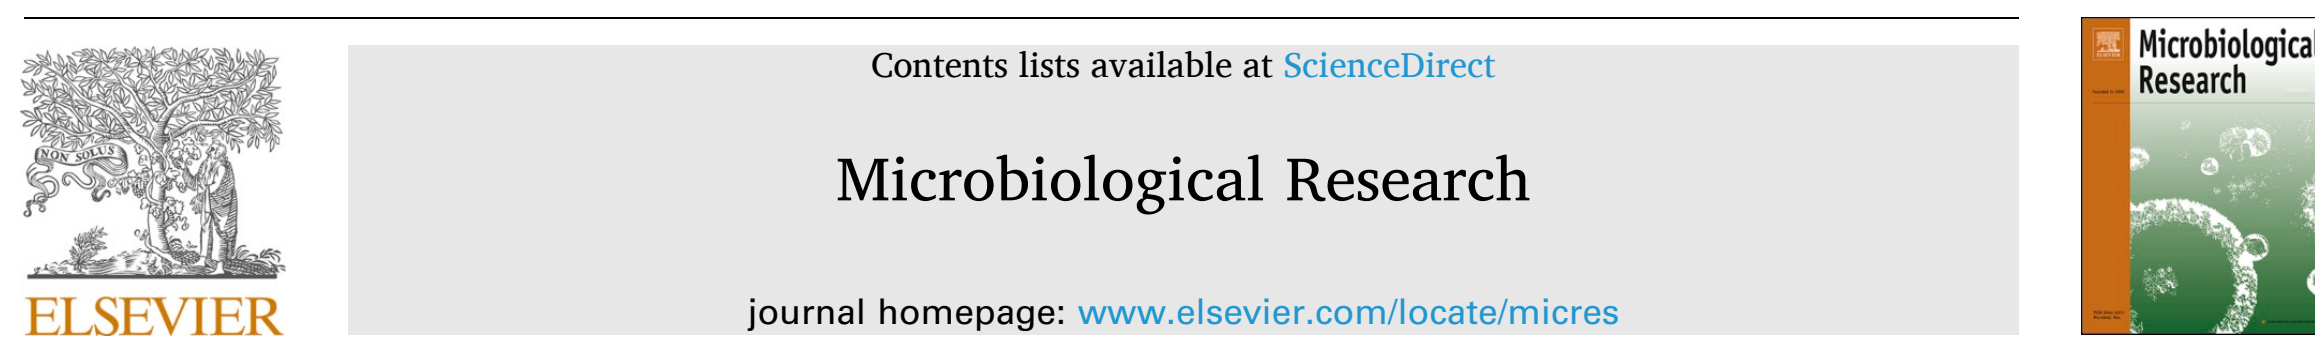 NON SOLUS
ELSEVIER
Contents lists available at ScienceDirect
Microbiological Research
journal homepage: www.elsevier.com/locate/micres
Microbiological
Research